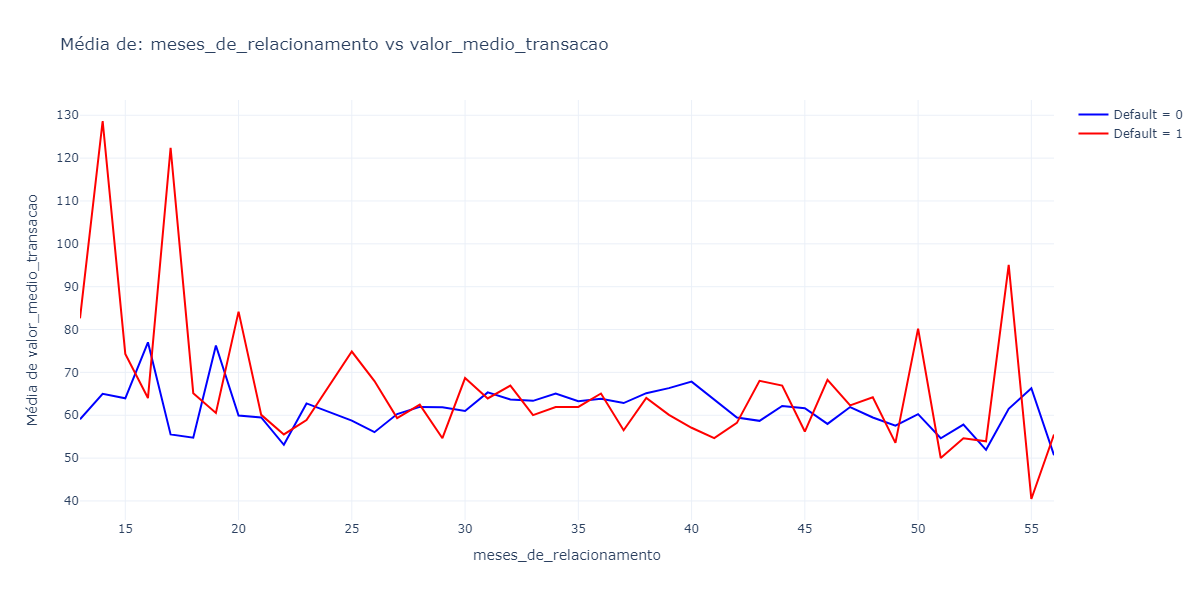 Média de: meses_de_relacionamento vs valor_medio_transacao
Default = 0
Default = 1
Média de valor_medio_transacao
130
120
110
100
90
80
70
60
50
40
15 20 25 30 35 40 45 50 55
meses_de_relacionamento